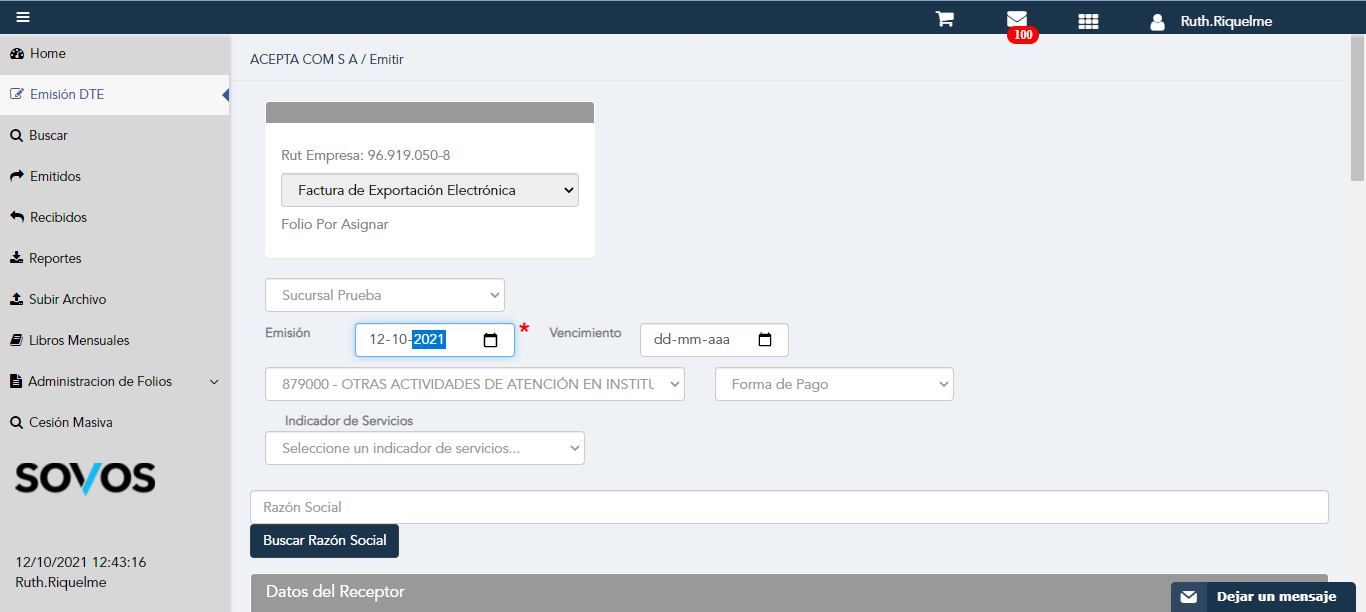 100
Ruth.Riquelme
Home
Emisión DTE
Buscar
Emitidos
Recibidos
Reportes
Subir Archivo
Libros Mensuales
Administracion de Folios
Cesión Masiva
SOVOS
12/10/2021 12:43:16
Ruth.Riquelme
ACEPTA COM S A / Emitir
Rut Empresa: 96.919.050-8
Factura de Exportación Electrónica
Folio Por Asignar
Sucursal Prueba
Emisión 12-10-2021 * Vencimiento dd-mm-aaa
879000 - OTRAS ACTIVIDADES DE ATENCIÓN EN INSTITU Forma de Pago
Indicador de Servicios
Seleccione un indicador de servicios...
Razón Social
Buscar Razón Social
Datos del Receptor
Dejar un mensaje